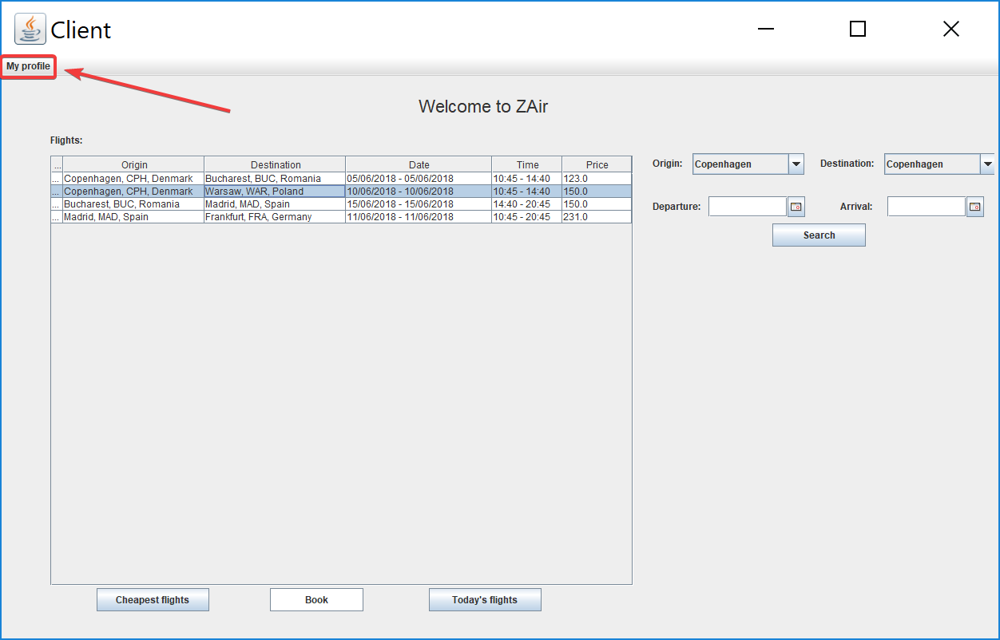 Client
My profile
Welcome to ZAir
Flights:
... Origin Destination Date Time Price
... Copenhagen, CPH, Denmark Bucharest, BUC, Romania 05/06/2018 - 05/06/2018 10:45 - 14:40 123.0
... Copenhagen, CPH, Denmark Warsaw, WAR, Poland 10/06/2018 - 10/06/2018 10:45 - 14:40 150.0
... Bucharest, BUC, Romania Madrid, MAD, Spain 15/06/2018 - 15/06/2018 14:40 - 20:45 150.0
... Madrid, MAD, Spain Frankfurt, FRA, Germany 11/06/2018 - 11/06/2018 10:45 - 20:45 231.0
Origin: Copenhagen Destination: Copenhagen
Departure: Arrival:
Search
Cheapest flights Book Today's flights